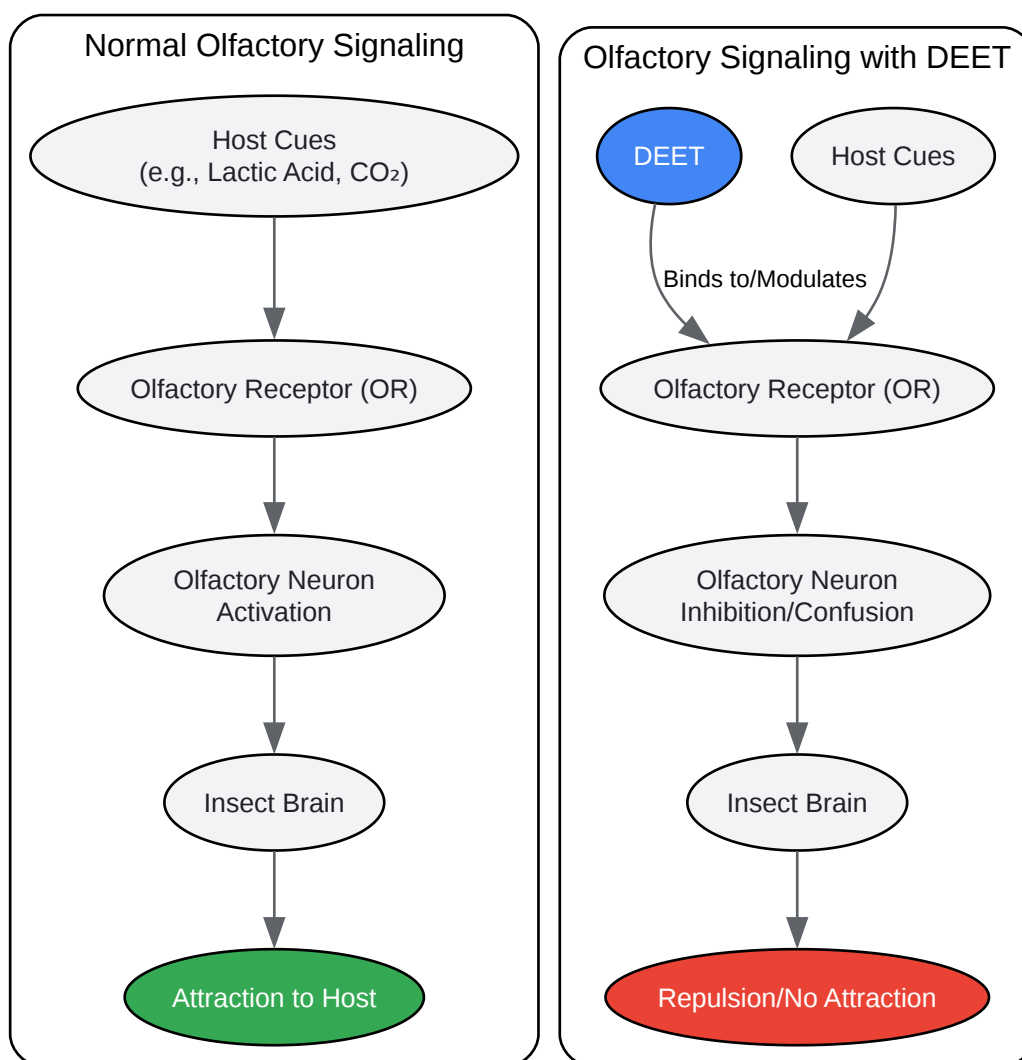 Normal Olfactory Signaling
Host Cues
(e.g., Lactic Acid, CO₂)
Olfactory Receptor (OR)
Olfactory Neuron
Activation
Insect Brain
Attraction to Host
Olfactory Signaling with DEET
DEET
Host Cues
Binds to/Modulates
Olfactory Receptor (OR)
Olfactory Neuron
Inhibition/Confusion
Insect Brain
Repulsion/No Attraction